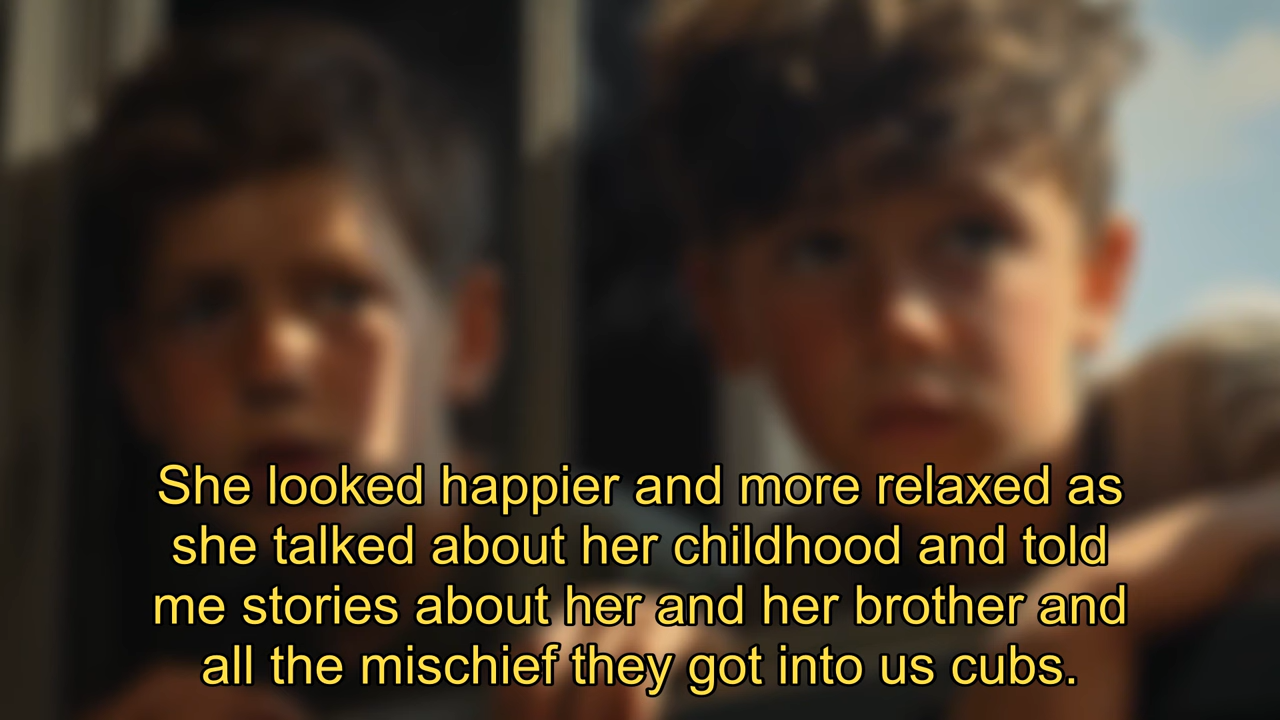 She looked happier and more relaxed as
she talked about her childhood and told
me stories about her and her brother and
all the mischief they got into us cubs.